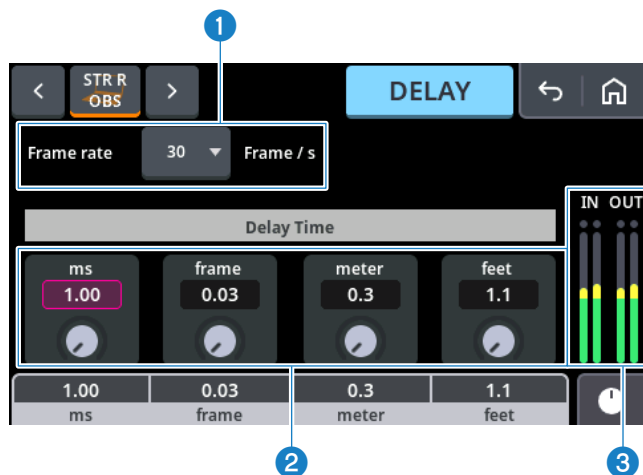 1
< STR R OBS > DELAY
Frame rate 30 Frame / s
IN OUT
Delay Time
ms frame meter feet
1.00 0.03 0.3 1.1
1.00 0.03 0.3 1.1
ms frame meter feet
2 3